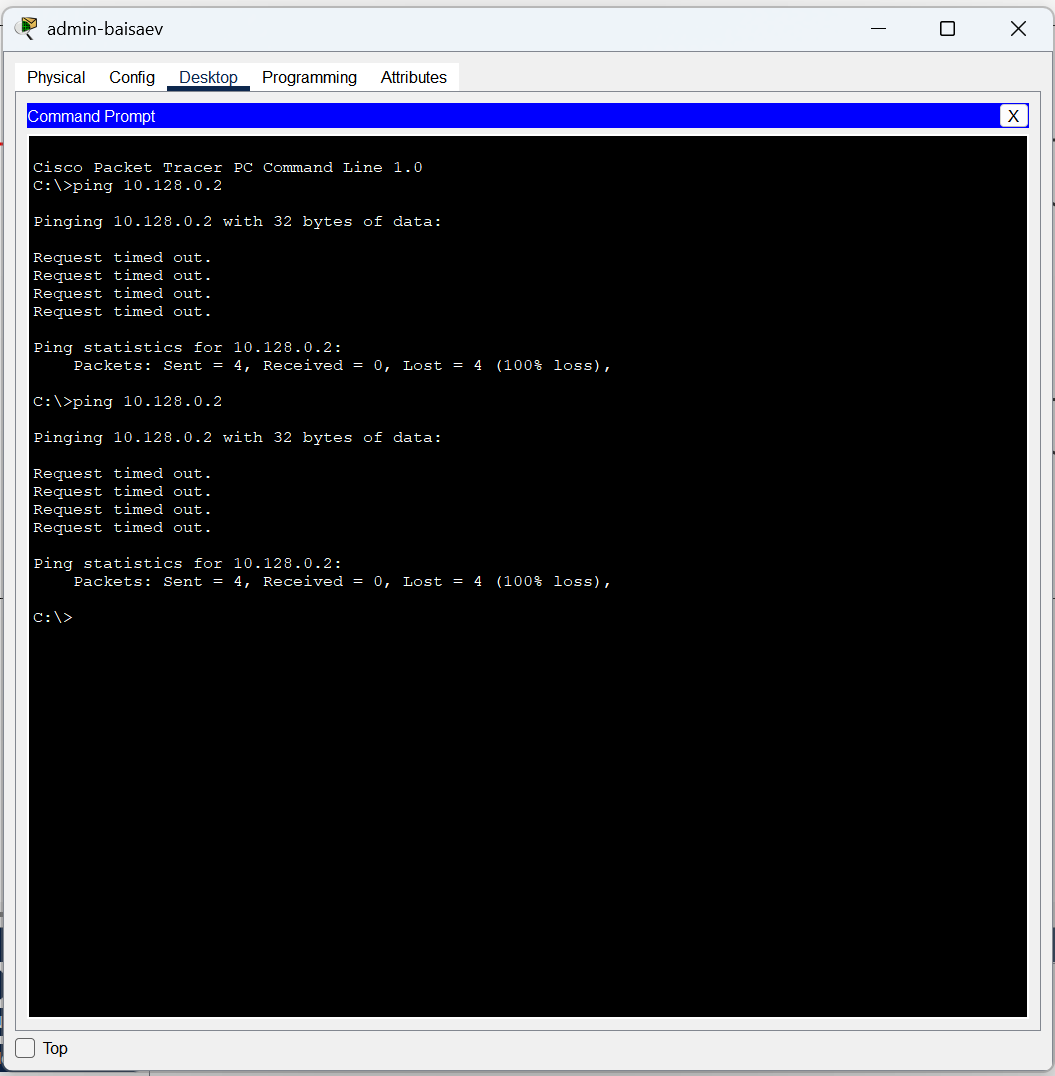 admin-baisaev
Physical Config Desktop Programming Attributes
Command Prompt
X
Cisco Packet Tracer PC Command Line 1.0
C:\>ping 10.128.0.2
Pinging 10.128.0.2 with 32 bytes of data:
Request timed out.
Request timed out.
Request timed out.
Request timed out.
Ping statistics for 10.128.0.2:
    Packets: Sent = 4, Received = 0, Lost = 4 (100% loss),
C:\>ping 10.128.0.2
Pinging 10.128.0.2 with 32 bytes of data:
Request timed out.
Request timed out.
Request timed out.
Request timed out.
Ping statistics for 10.128.0.2:
    Packets: Sent = 4, Received = 0, Lost = 4 (100% loss),
C:\>
Top